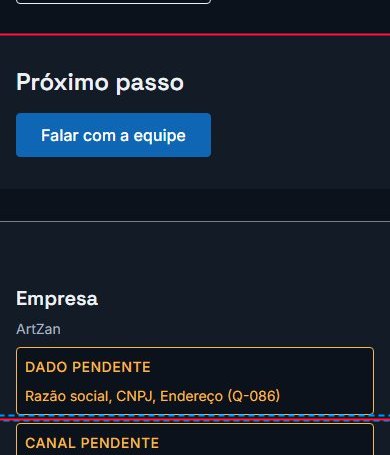 Próximo passo
Falar com a equipe
Empresa
ArtZan
DADO PENDENTE
Razão social, CNPJ, Endereço (Q-086)
CANAL PENDENTE